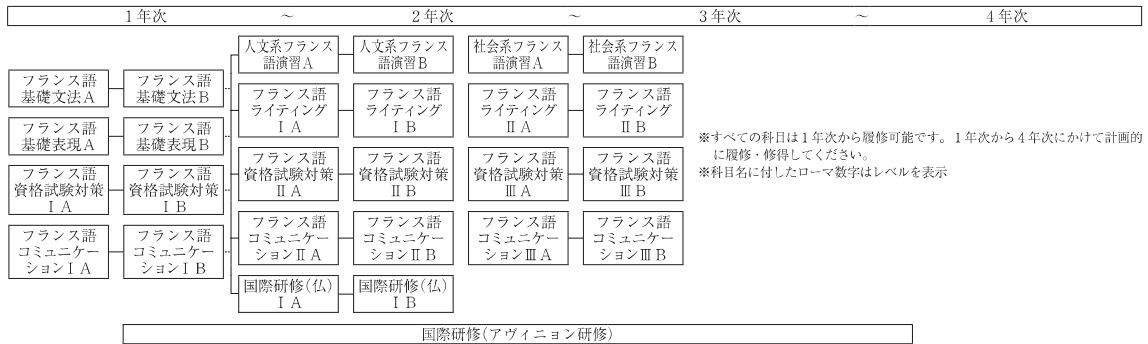 1年次 ～ 2年次 ～ 3年次 ～ 4年次
人文系フランス
語演習A
人文系フランス
語演習B
社会系フランス
語演習A
社会系フランス
語演習B
フランス語
基礎文法A
フランス語
基礎文法B
フランス語
ライティング
ⅠA
フランス語
ライティング
ⅠB
フランス語
ライティング
ⅡA
フランス語
ライティング
ⅡB
フランス語
基礎表現A
フランス語
基礎表現B
※すべての科目は1年次から履修可能です。1年次から4年次にかけて計画的
に履修・修得してください。
※科目名に付したローマ数字はレベルを表示
フランス語
資格試験対策
ⅠA
フランス語
資格試験対策
ⅠB
フランス語
資格試験対策
ⅡA
フランス語
資格試験対策
ⅡB
フランス語
資格試験対策
ⅢA
フランス語
資格試験対策
ⅢB
フランス語
コミュニケー
ションⅠA
フランス語
コミュニケー
ションⅠB
フランス語
コミュニケー
ションⅡA
フランス語
コミュニケー
ションⅡB
フランス語
コミュニケー
ションⅢA
フランス語
コミュニケー
ションⅢB
国際研修(仏)
ⅠA
国際研修(仏)
ⅠB
国際研修(アヴィニョン研修)